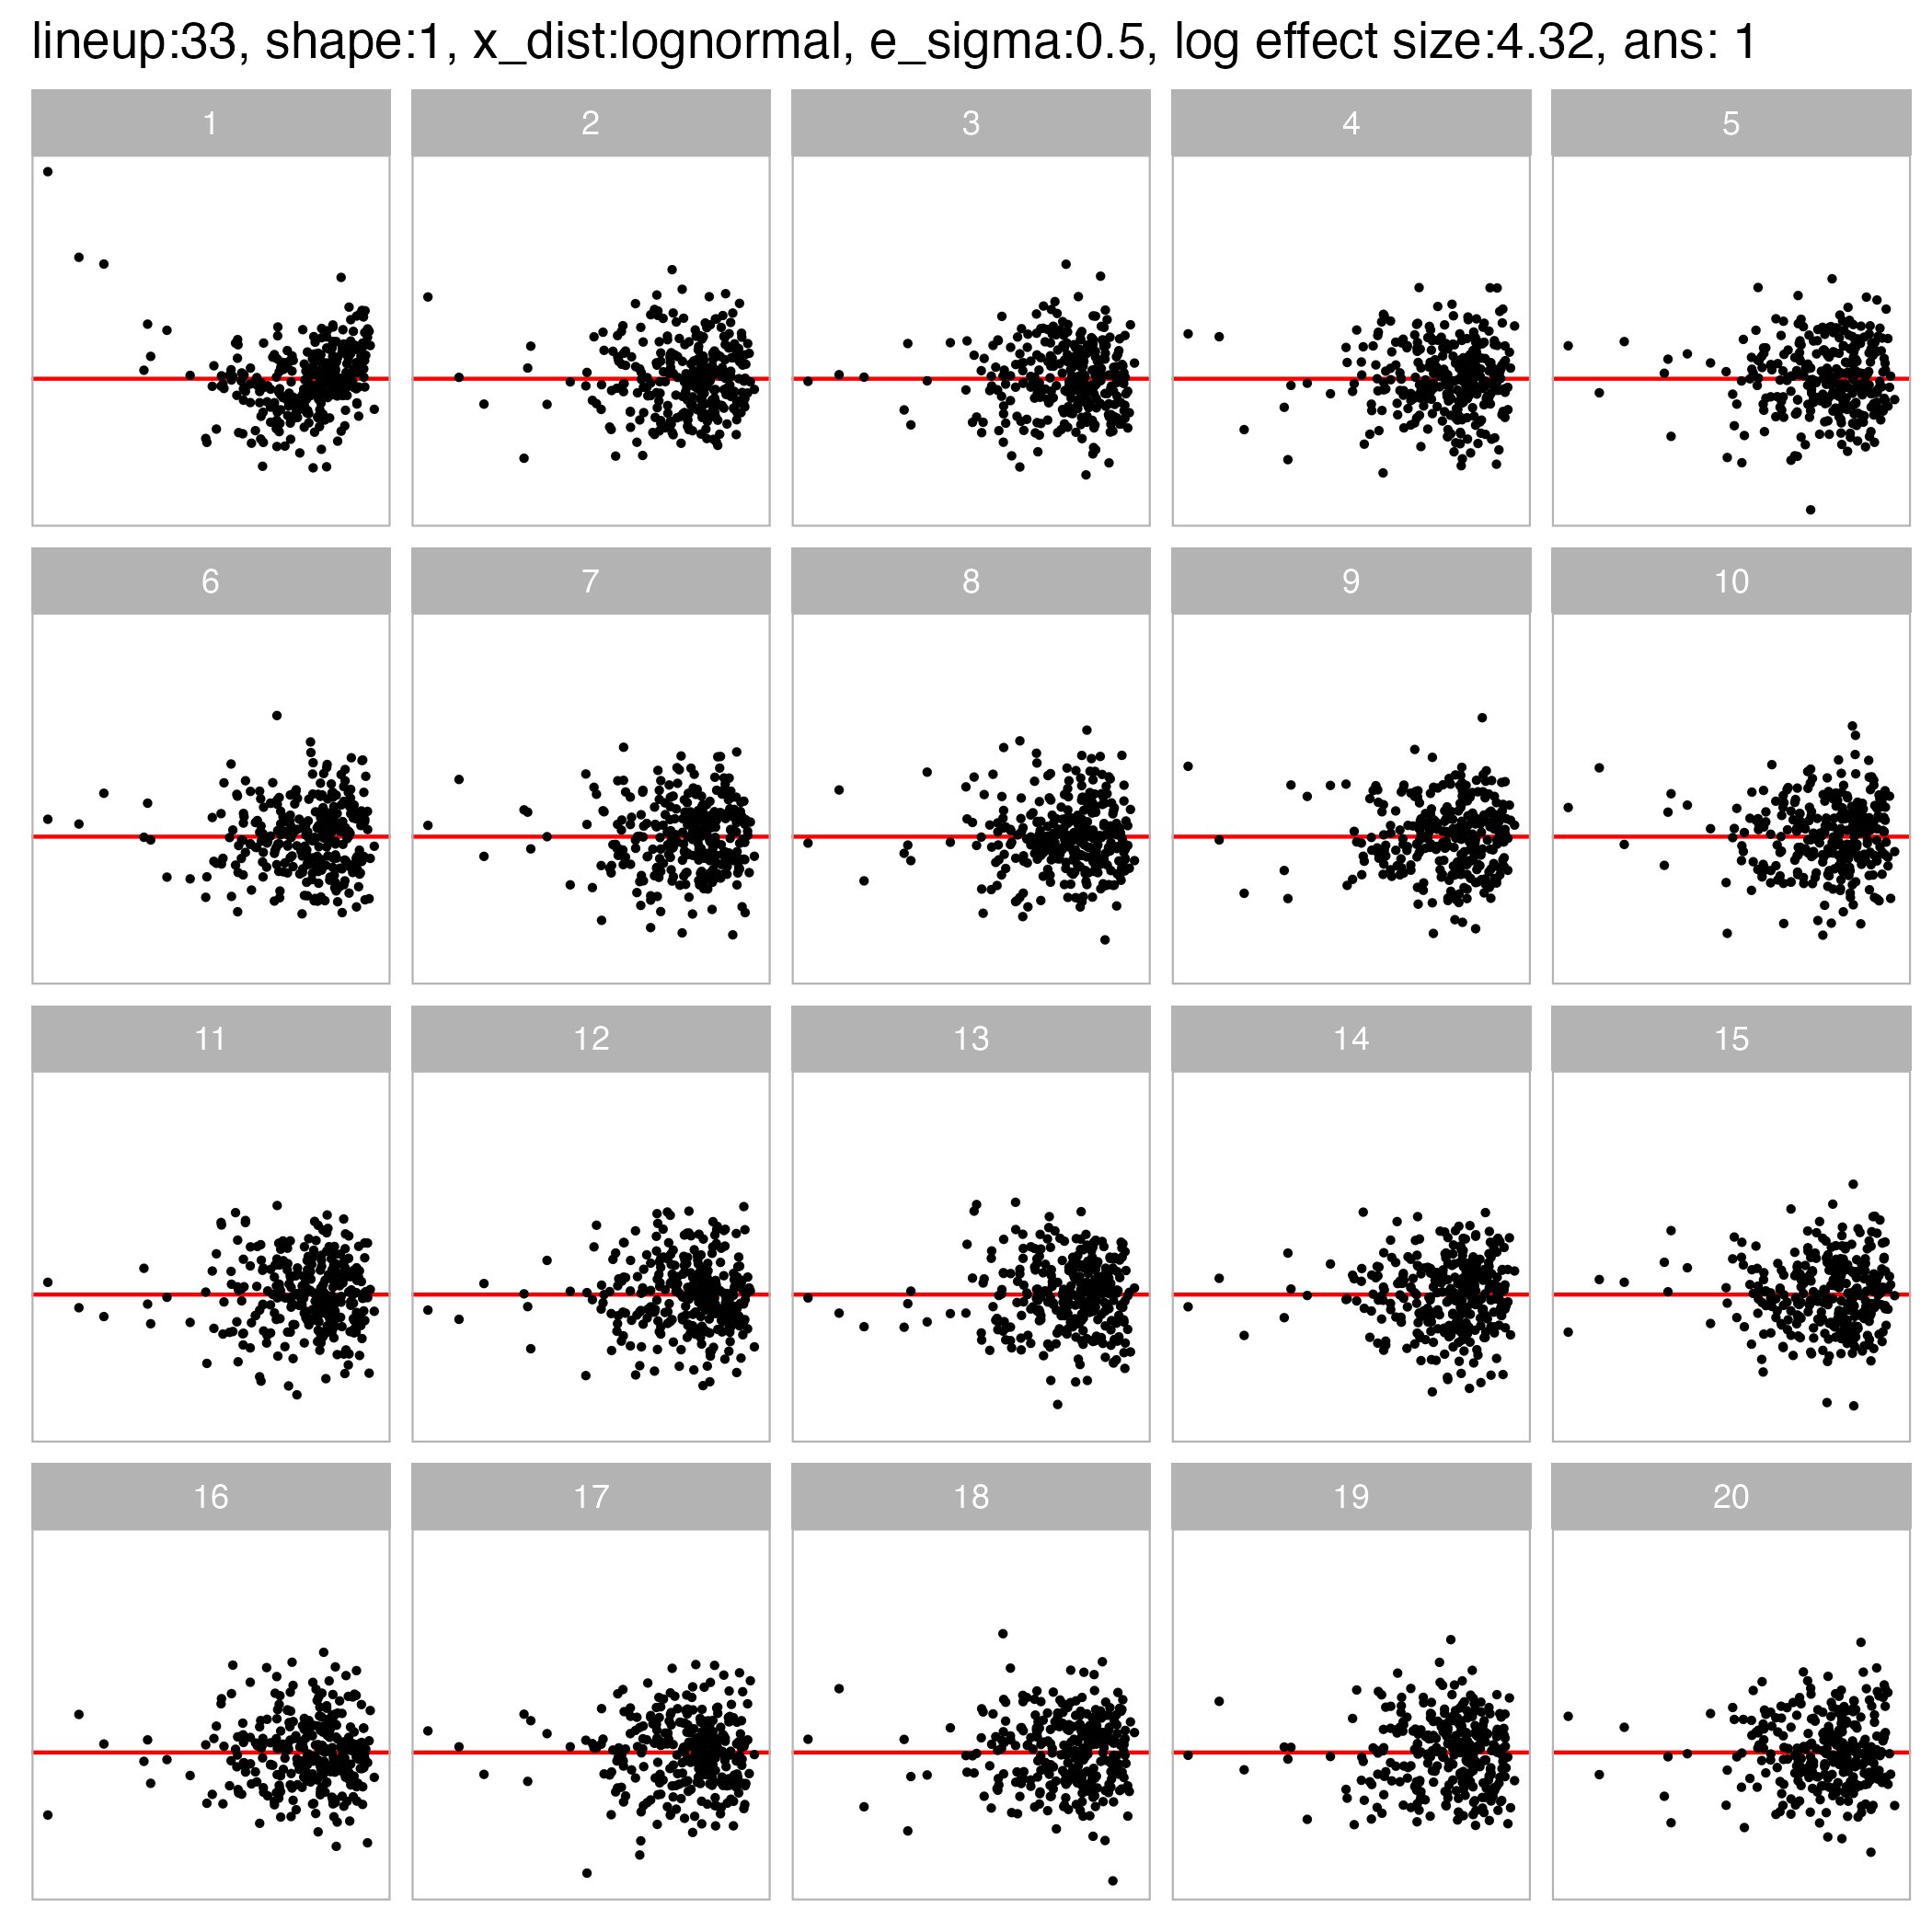 lineup:33, shape:1, x_dist:lognormal, e_sigma:0.5, log effect size:4.32, ans: 1
1 2 3 4 5
6 7 8 9 10
11 12 13 14 15
16 17 18 19 20